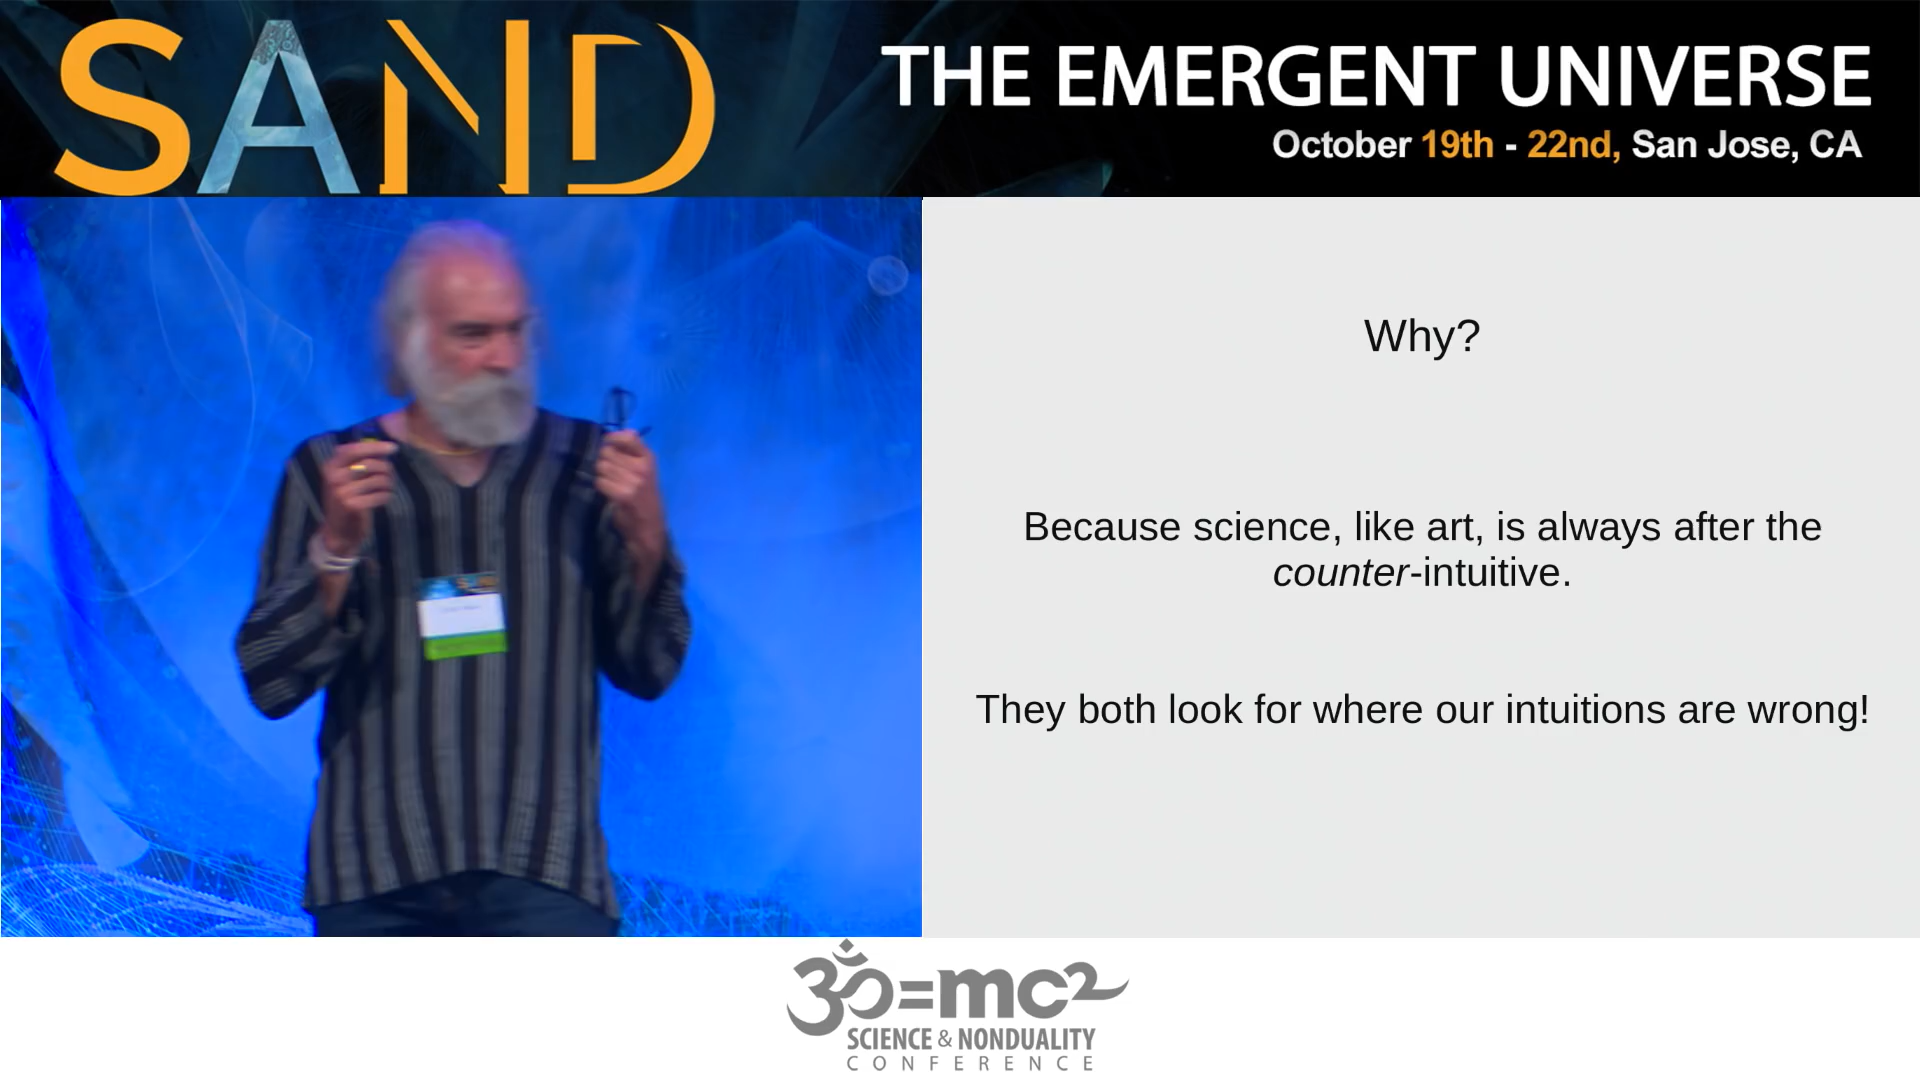 SAND
THE EMERGENT UNIVERSE
October 19th - 22nd, San Jose, CA
Why?
Because science, like art, is always after the
counter-intuitive.
They both look for where our intuitions are wrong!
ॐ=mc²
SCIENCE & NONDUALITY
CONFERENCE